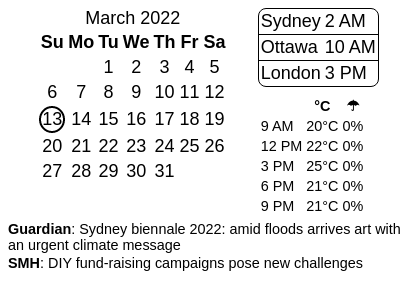 March 2022
Su Mo Tu We Th Fr Sa
1 2 3 4 5
6 7 8 9 10 11 12
13 14 15 16 17 18 19
20 21 22 23 24 25 26
27 28 29 30 31
Sydney 2 AM
Ottawa 10 AM
London 3 PM
°C ☂
9 AM 20°C 0%
12 PM 22°C 0%
3 PM 25°C 0%
6 PM 21°C 0%
9 PM 21°C 0%
Guardian: Sydney biennale 2022: amid floods arrives art with
an urgent climate message
SMH: DIY fund-raising campaigns pose new challenges